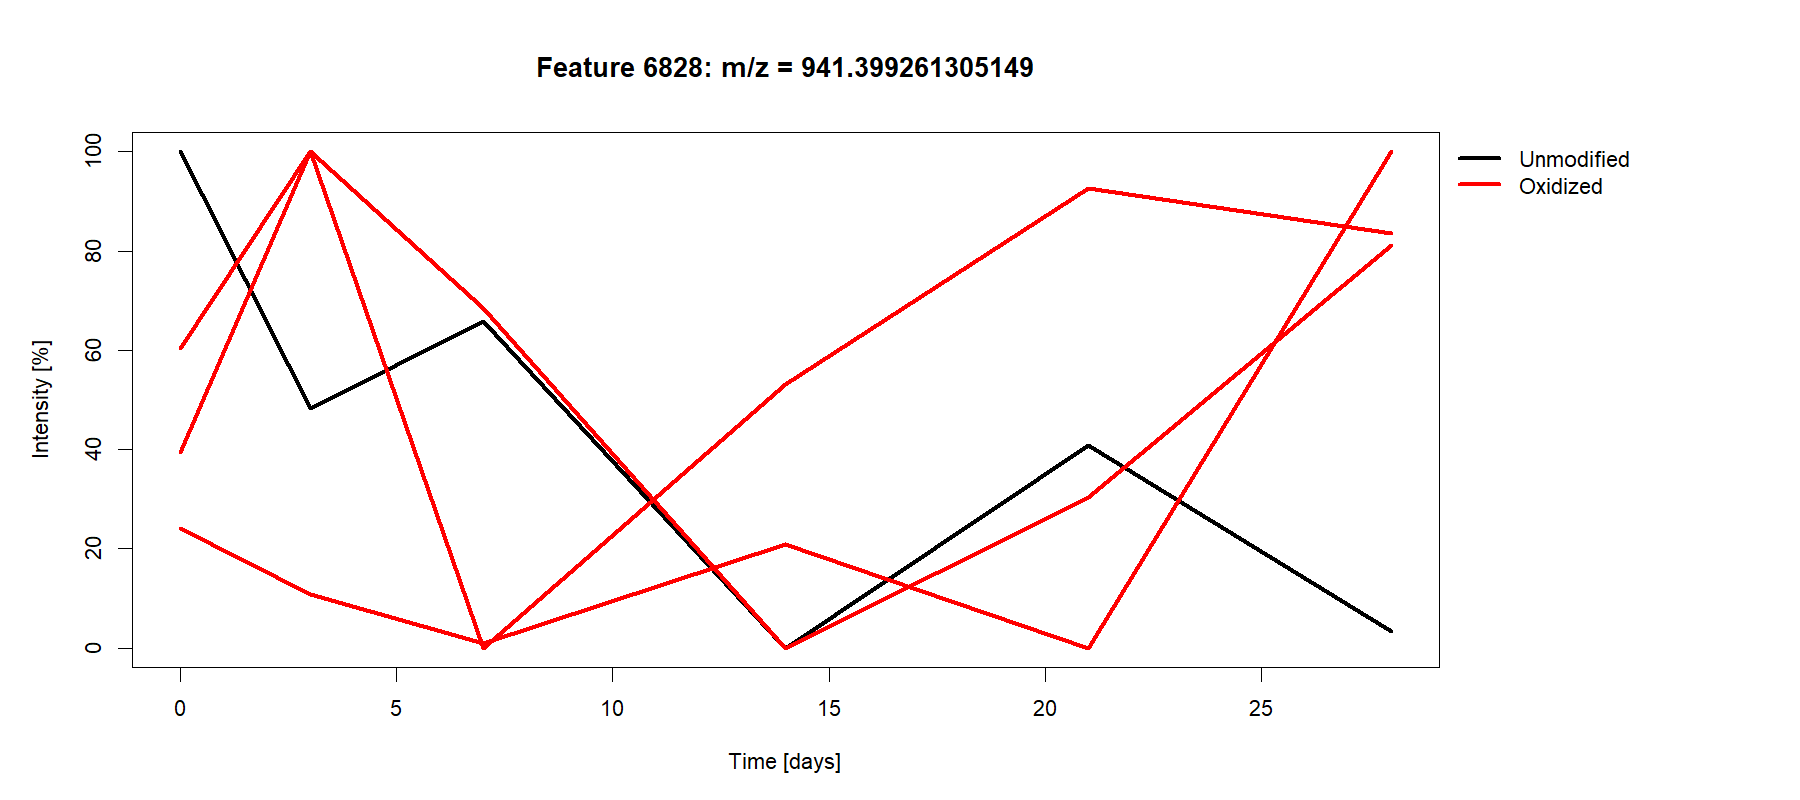 Feature 6828: m/z = 941.399261305149
Unmodified
Oxidized
Intensity [%]
100
80
60
40
20
0
0 5 10 15 20 25
Time [days]